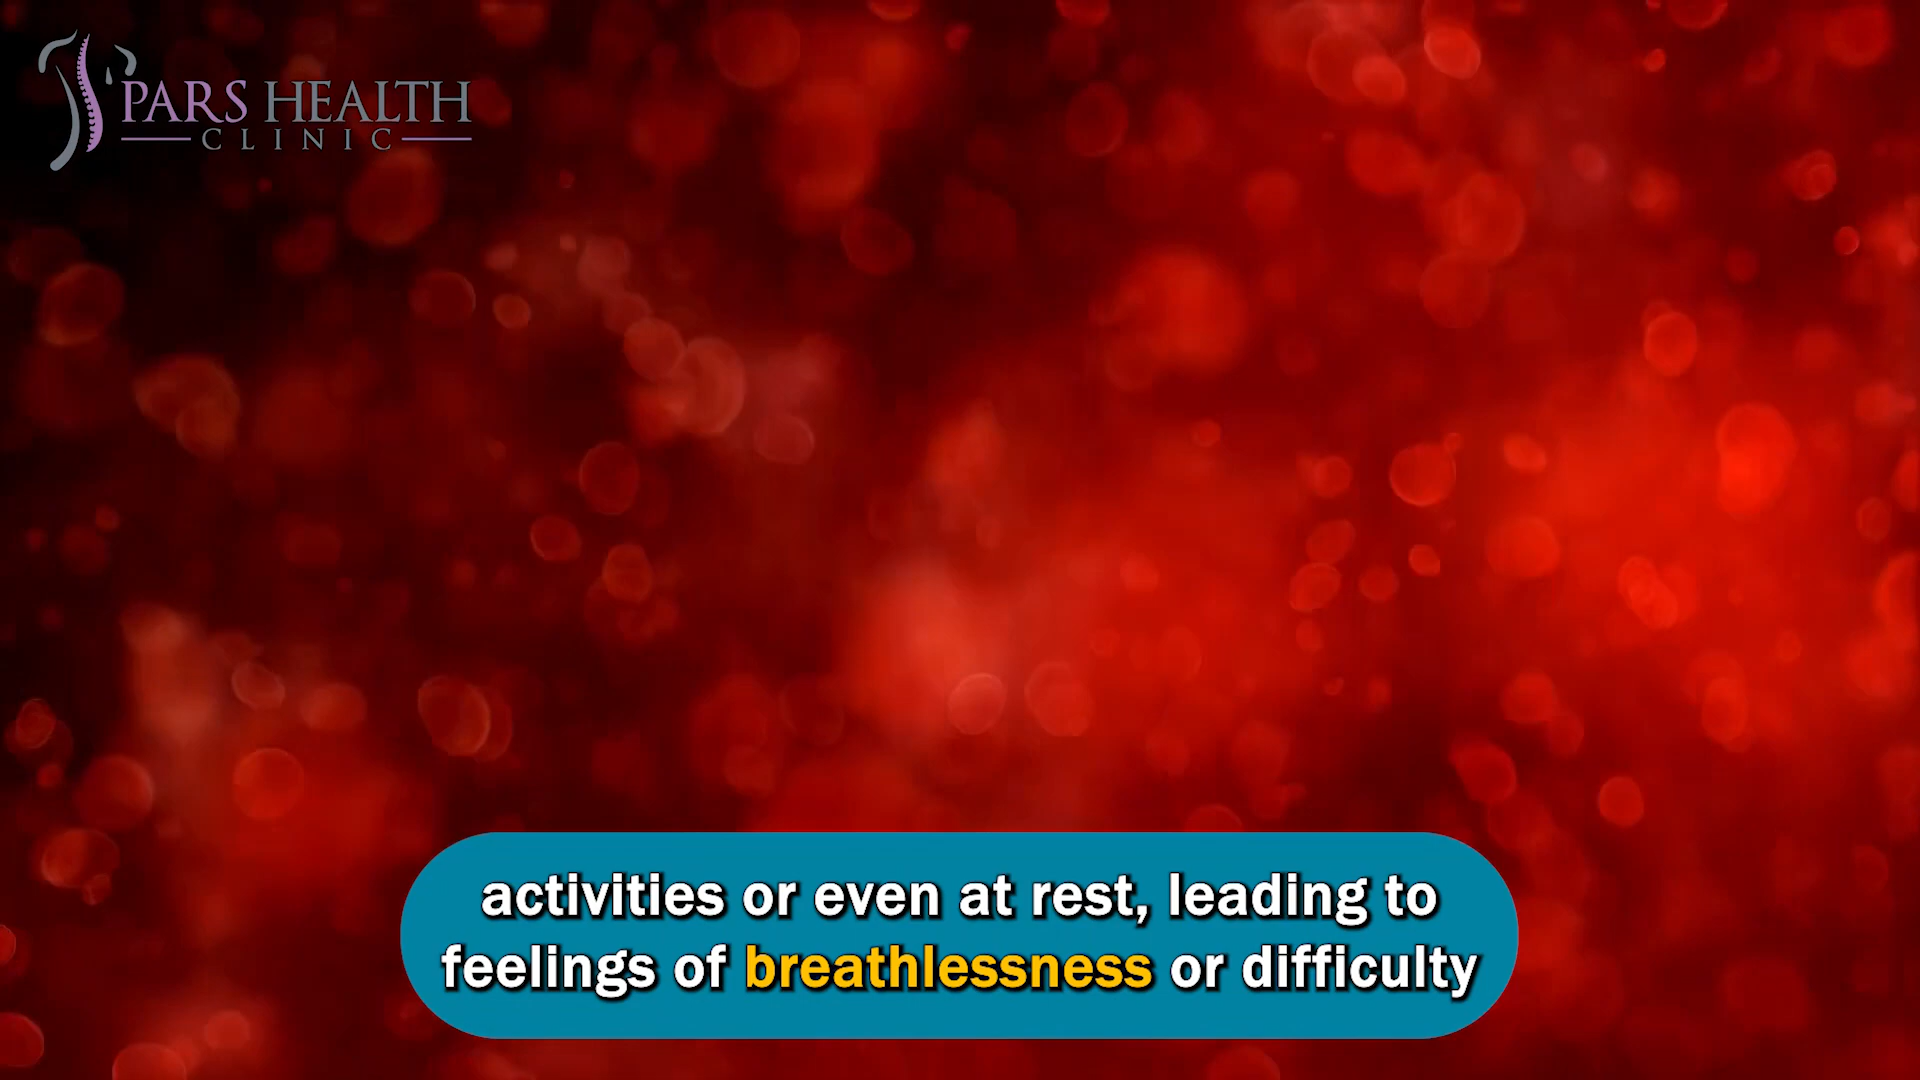 PARS HEALTH
CLINIC
activities or even at rest, leading to
feelings of breathlessness or difficulty